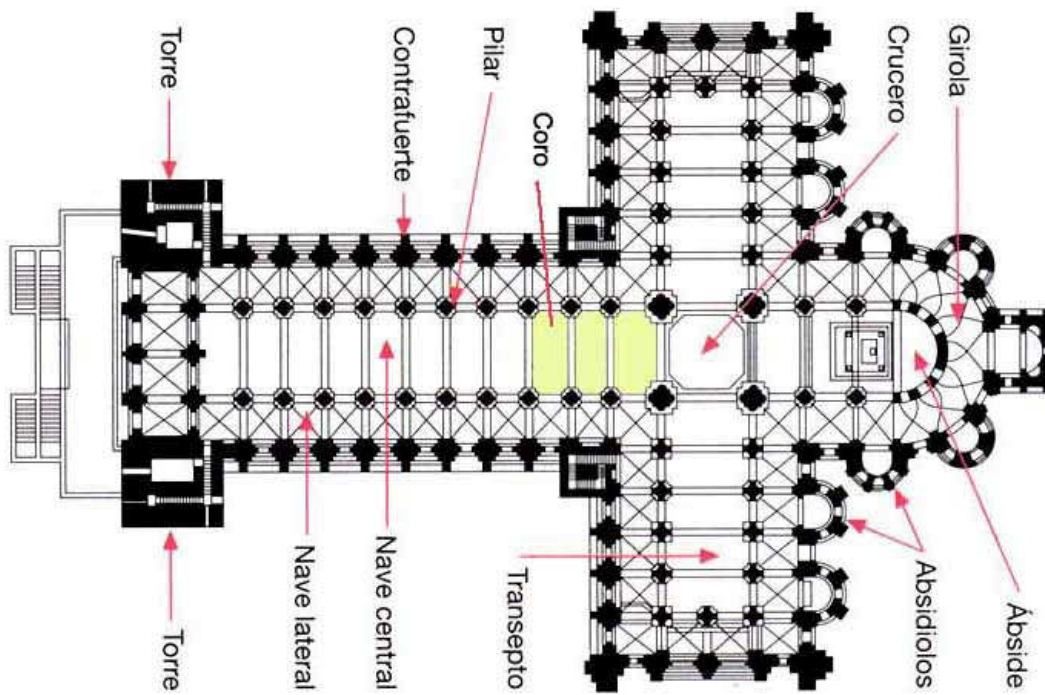 Torre
Contrafuerte
Pilar
Coro
Crucero
Girola
Torre
Nave lateral
Nave central
Transepto
Absidiolos
Ábside